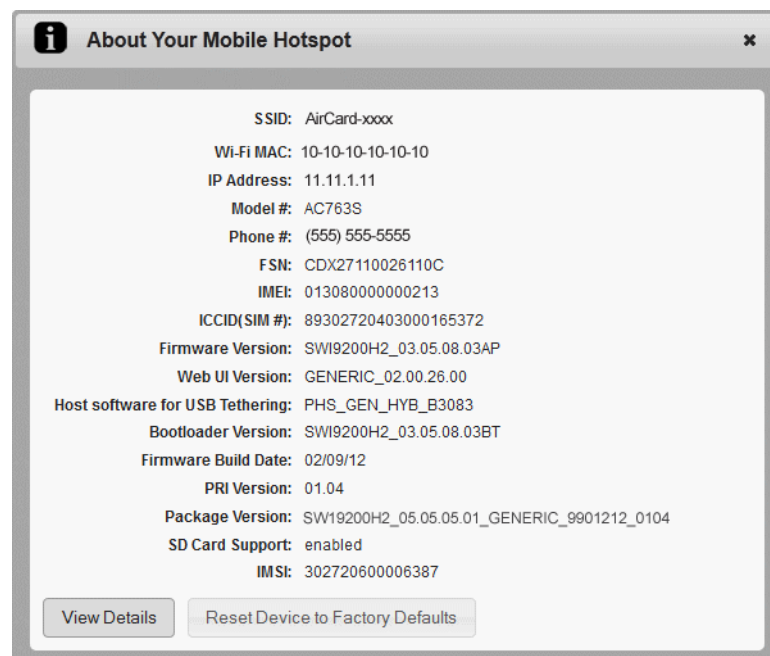 About Your Mobile Hotspot
SSID: AirCard-xxxx
Wi-Fi MAC: 10-10-10-10-10-10
IP Address: 11.11.1.11
Model #: AC763S
Phone #: (555) 555-5555
FSN: CDX27110026110C
IMEI: 013080000000213
ICCID(SIM #): 89302720403000165372
Firmware Version: SWI9200H2_03.05.08.03AP
Web UI Version: GENERIC_02.00.26.00
Host software for USB Tethering: PHS_GEN_HYB_B3083
Bootloader Version: SWI9200H2_03.05.08.03BT
Firmware Build Date: 02/09/12
PRI Version: 01.04
Package Version: SW19200H2_05.05.05.01_GENERIC_9901212_0104
SD Card Support: enabled
IMSI: 302720600006387
View Details Reset Device to Factory Defaults